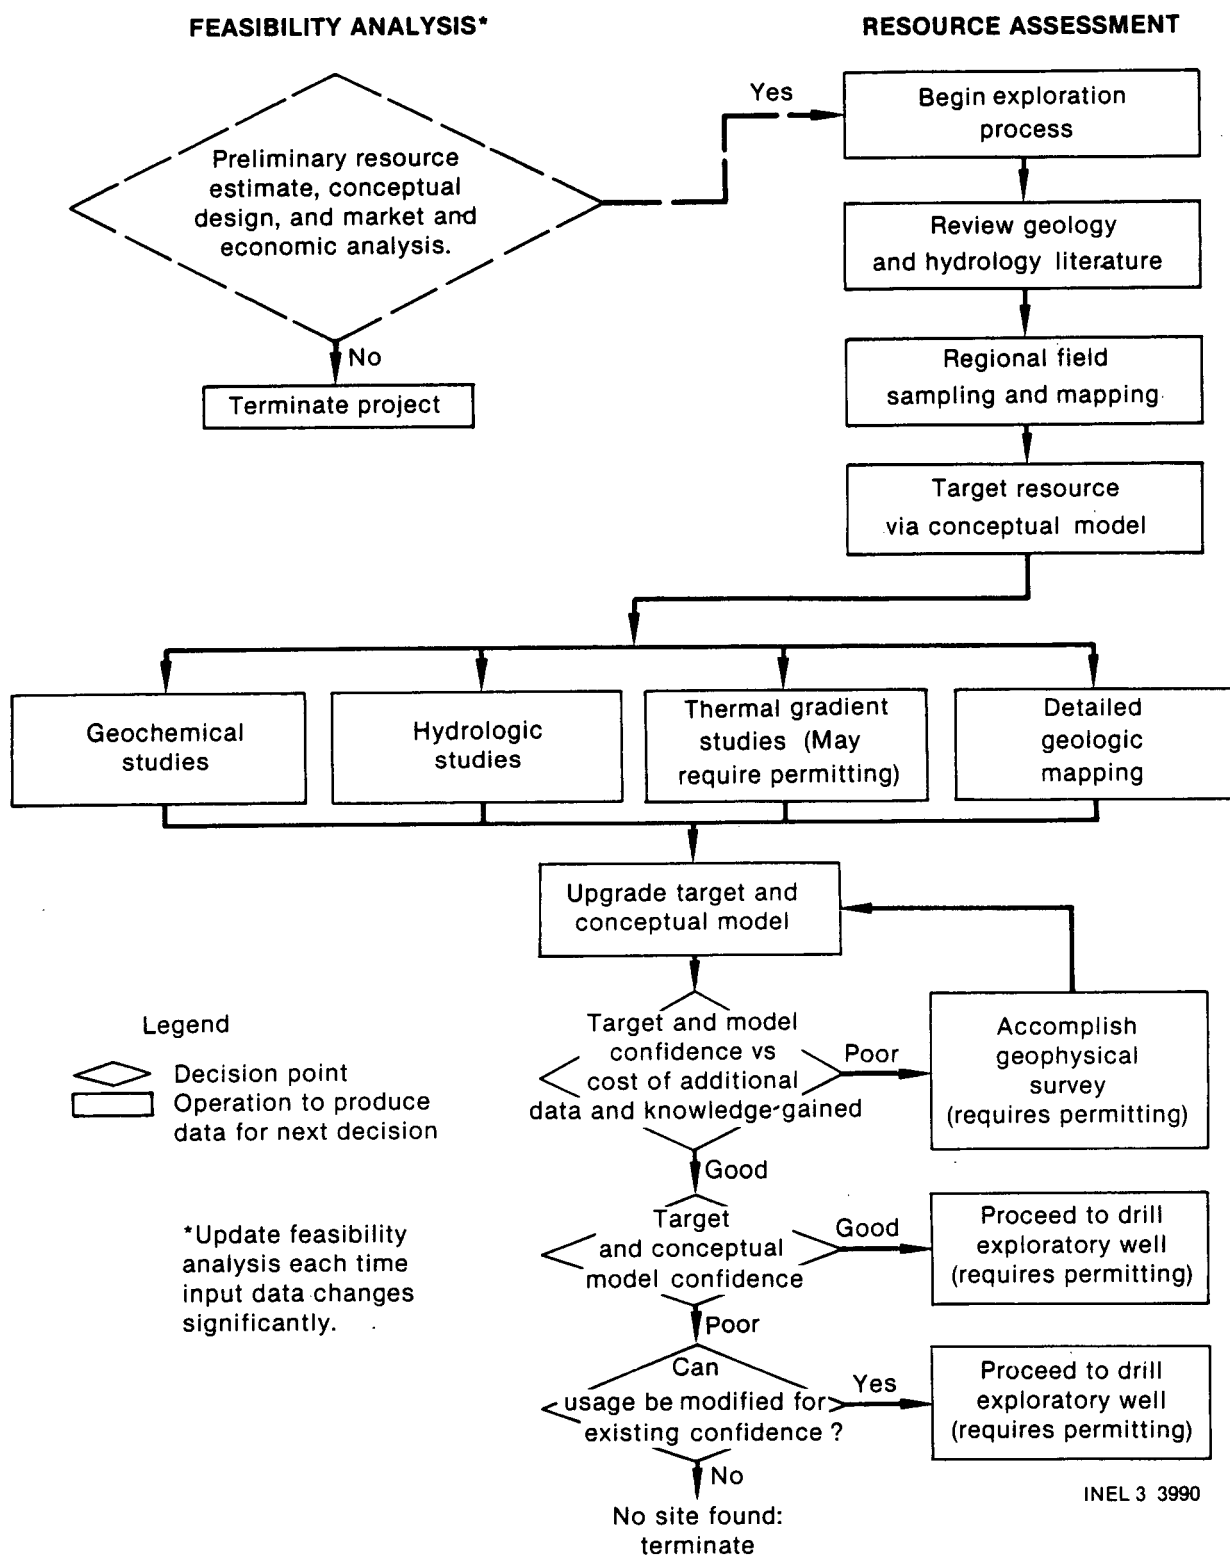 FEASIBILITY ANALYSIS*
RESOURCE ASSESSMENT
Preliminary resource
estimate, conceptual
design, and market and
economic analysis.
Yes
No
Terminate project
Begin exploration
process
Review geology
and hydrology literature
Regional field
sampling and mapping
Target resource
via conceptual model
Geochemical
studies
Hydrologic
studies
Thermal gradient
studies (May
require permitting)
Detailed
geologic
mapping
Upgrade target and
conceptual model
Target and model
confidence vs
cost of additional
data and knowledge-gained
Poor
Accomplish
geophysical
survey
(requires permitting)
Good
Target
and conceptual
model confidence
Good
Proceed to drill
exploratory well
(requires permitting)
Poor
Can
usage be modified for
existing confidence ?
Yes
Proceed to drill
exploratory well
(requires permitting)
No
No site found:
terminate
Legend
Decision point
Operation to produce
data for next decision
*Update feasibility
analysis each time
input data changes
significantly.
INEL 3 3990